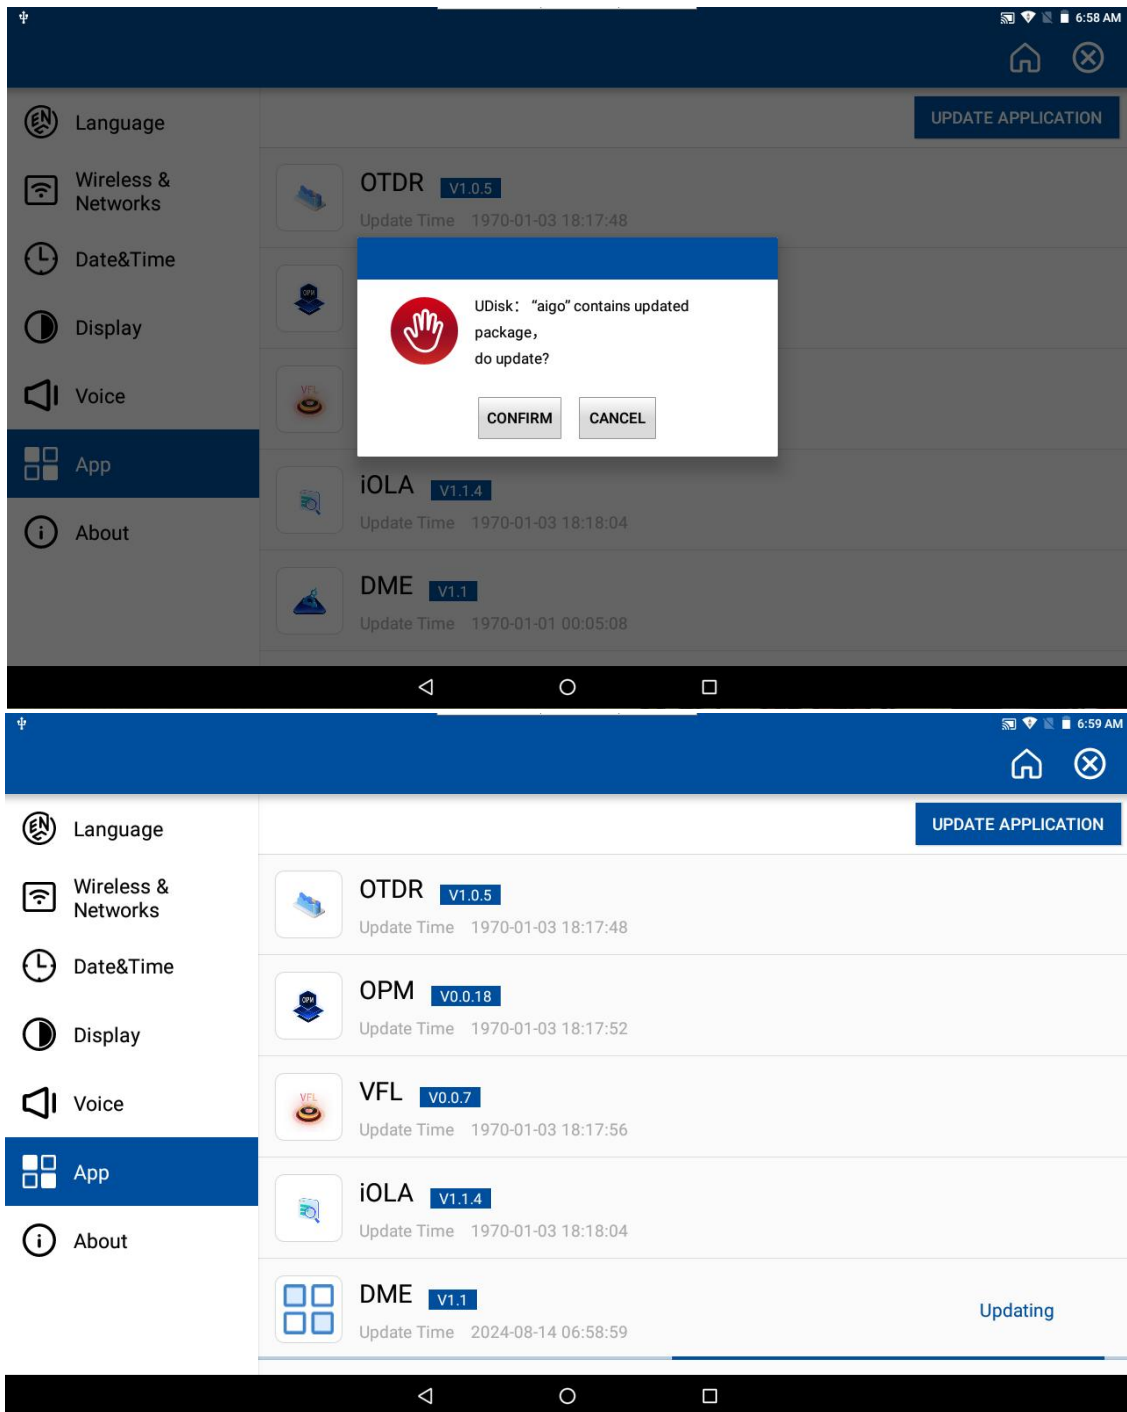 6:58 AM
Language
UPDATE APPLICATION
Wireless &
Networks
OTDR V1.0.5
Update Time 1970-01-03 18:17:48
Date&Time
OPM
UDisk： “aigo” contains updated
package，
do update?
Display
Voice
VFL
CONFIRM CANCEL
App
iOLA V1.1.4
Update Time 1970-01-03 18:18:04
About
DME V1.1
Update Time 1970-01-01 00:05:08
6:59 AM
Language
UPDATE APPLICATION
Wireless &
Networks
OTDR V1.0.5
Update Time 1970-01-03 18:17:48
Date&Time
OPM
OPM V0.0.18
Update Time 1970-01-03 18:17:52
Display
Voice
VFL
VFL V0.0.7
Update Time 1970-01-03 18:17:56
App
iOLA V1.1.4
Update Time 1970-01-03 18:18:04
About
DME V1.1
Update Time 2024-08-14 06:58:59
Updating